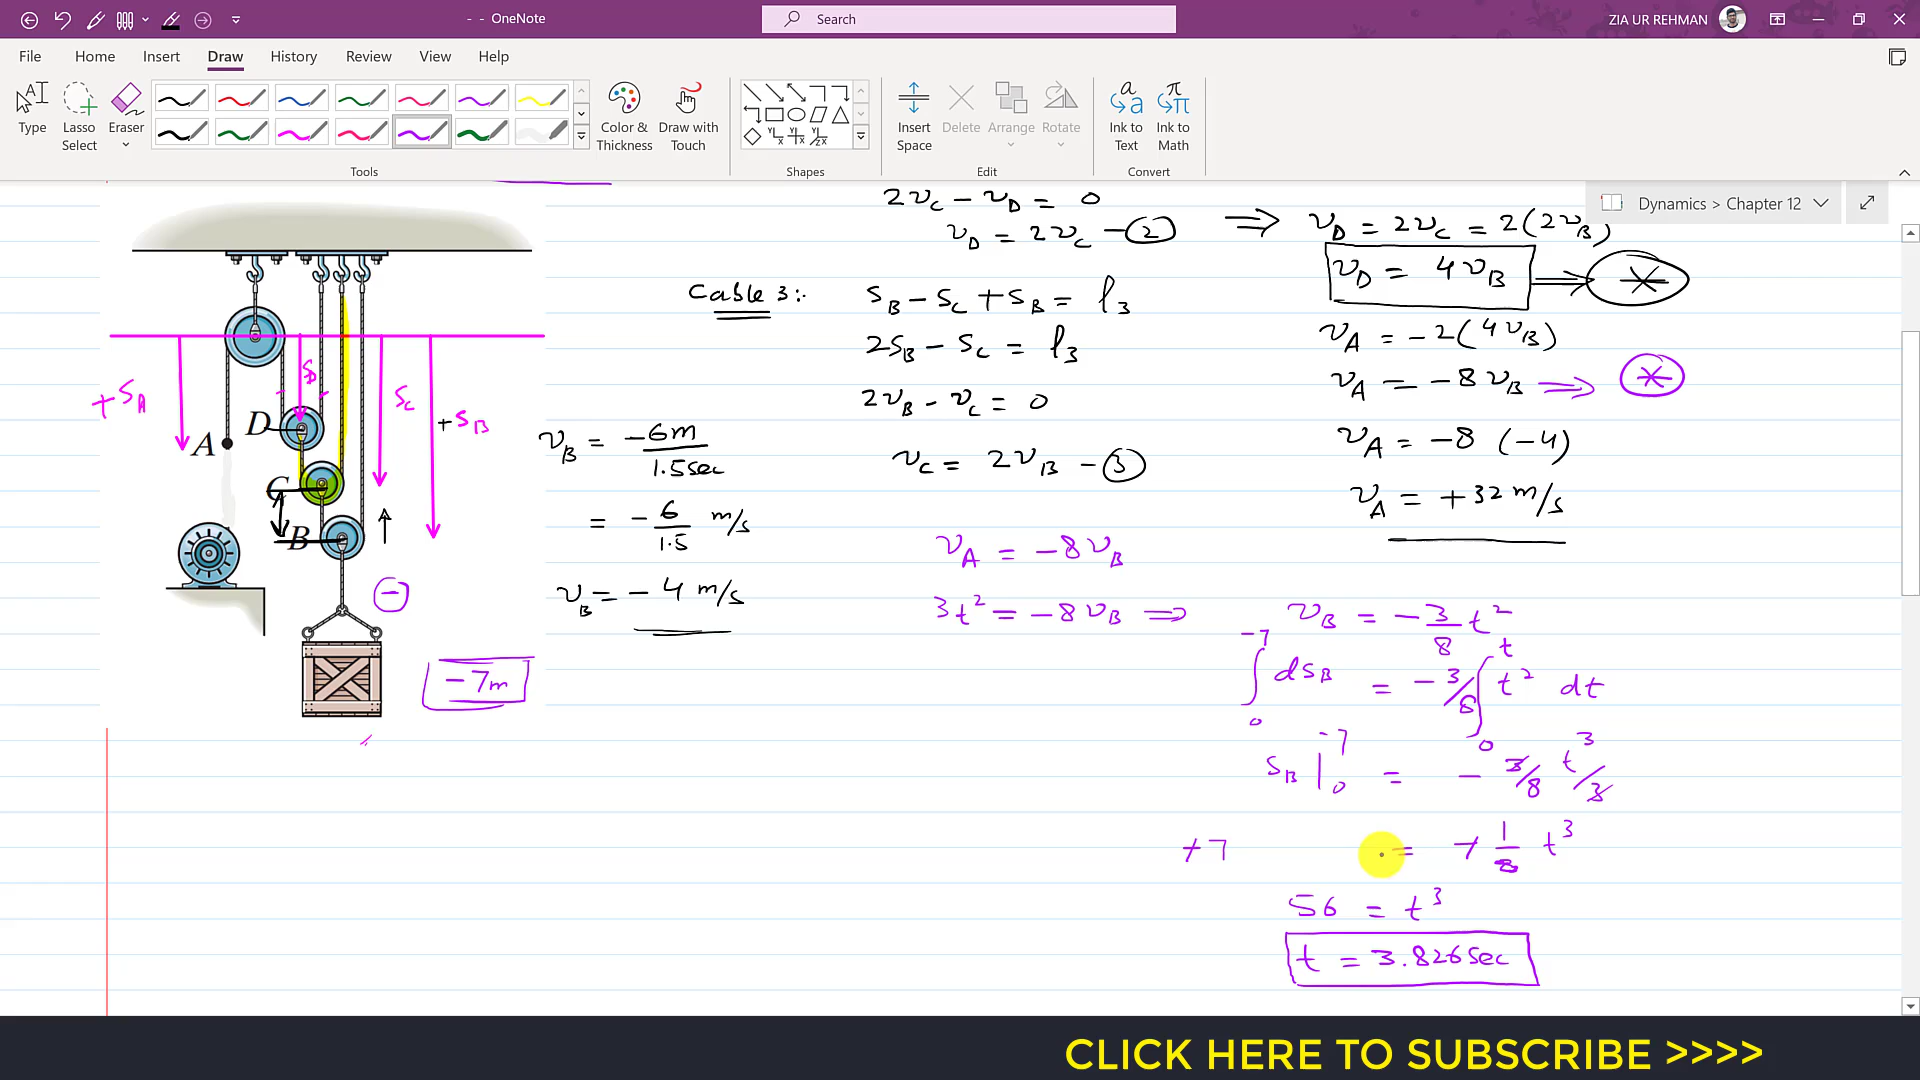 - - OneNote
Search
ZIA UR REHMAN
File Home Insert Draw History Review View Help
Type
Lasso Select
Eraser
Color & Thickness
Draw with Touch
Insert Space
Delete
Arrange
Rotate
Ink to Text
Ink to Math
Tools
Shapes
Edit
Convert
Dynamics > Chapter 12
2v_C - v_D = 0
v_D = 2v_C - ②
⇒ v_D = 2v_C = 2(2v_B)
v_D = 4v_B ⇒ *
v_A = -2(4v_B)
v_A = -8v_B ⇒ *
v_A = -8 (-4)
v_A = +32 m/s
Cable 3:
S_B - S_C + S_B = l_3
2S_B - S_C = l_3
2v_B - v_C = 0
v_C = 2v_B - ③
+S_A
S_D
S_C
+S_B
A
D
C
B
-
-7m
v_B = -6m / 1.5sec
= -6/1.5 m/s
v_B = -4 m/s
v_A = -8v_B
3t² = -8v_B ⇒ v_B = -3/8 t²
∫_0^-7 dS_B = -3/8 ∫_0^t t² dt
S_B |_0^-7 = -3/8 t³/3
+7 = +1/8 t³
56 = t³
t = 3.826 Sec
CLICK HERE TO SUBSCRIBE >>>>